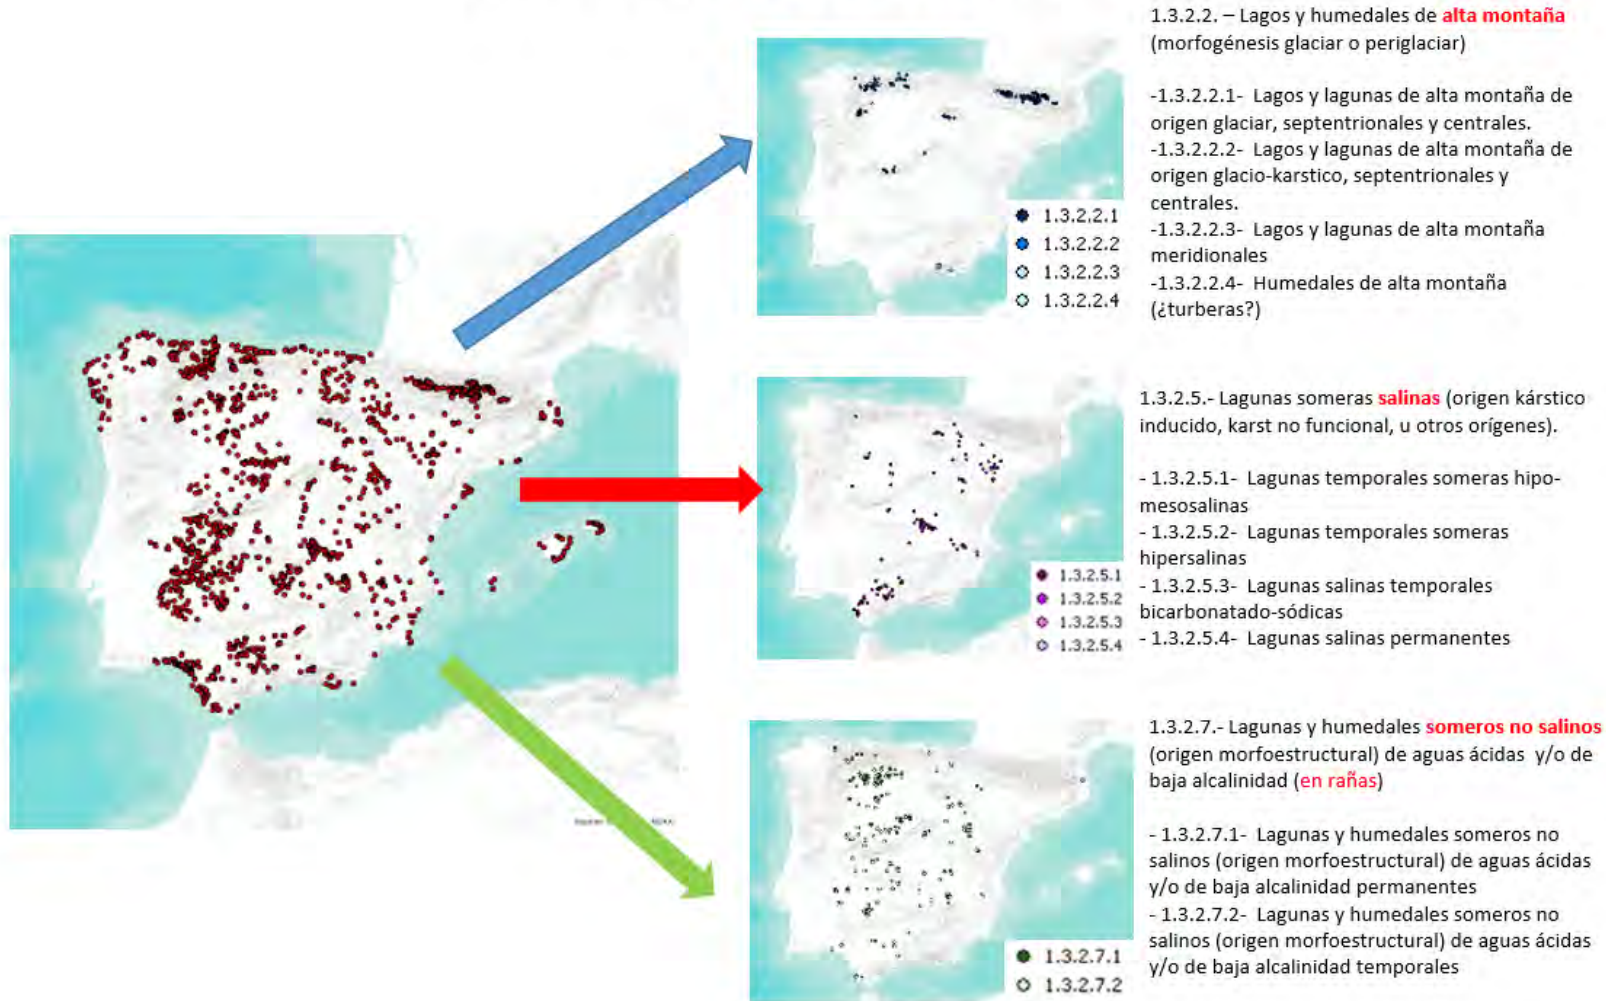 1.3.2.2. – Lagos y humedales de alta montaña
(morfogénesis glaciar o periglaciar)
-1.3.2.2.1- Lagos y lagunas de alta montaña de
origen glaciar, septentrionales y centrales.
-1.3.2.2.2- Lagos y lagunas de alta montaña de
origen glacio-karstico, septentrionales y
centrales.
-1.3.2.2.3- Lagos y lagunas de alta montaña
meridionales
-1.3.2.2.4- Humedales de alta montaña
(¿turberas?)
1.3.2.2.1
1.3.2.2.2
1.3.2.2.3
1.3.2.2.4
1.3.2.5.- Lagunas someras salinas (origen kárstico
inducido, karst no funcional, u otros orígenes).
- 1.3.2.5.1- Lagunas temporales someras hipo-
mesosalinas
- 1.3.2.5.2- Lagunas temporales someras
hipersalinas
- 1.3.2.5.3- Lagunas salinas temporales
bicarbonatado-sódicas
- 1.3.2.5.4- Lagunas salinas permanentes
1.3.2.5.1
1.3.2.5.2
1.3.2.5.3
1.3.2.5.4
1.3.2.7.- Lagunas y humedales someros no salinos
(origen morfoestructural) de aguas ácidas y/o de
baja alcalinidad (en rañas)
- 1.3.2.7.1- Lagunas y humedales someros no
salinos (origen morfoestructural) de aguas ácidas
y/o de baja alcalinidad permanentes
- 1.3.2.7.2- Lagunas y humedales someros no
salinos (origen morfoestructural) de aguas ácidas
y/o de baja alcalinidad temporales
1.3.2.7.1
1.3.2.7.2